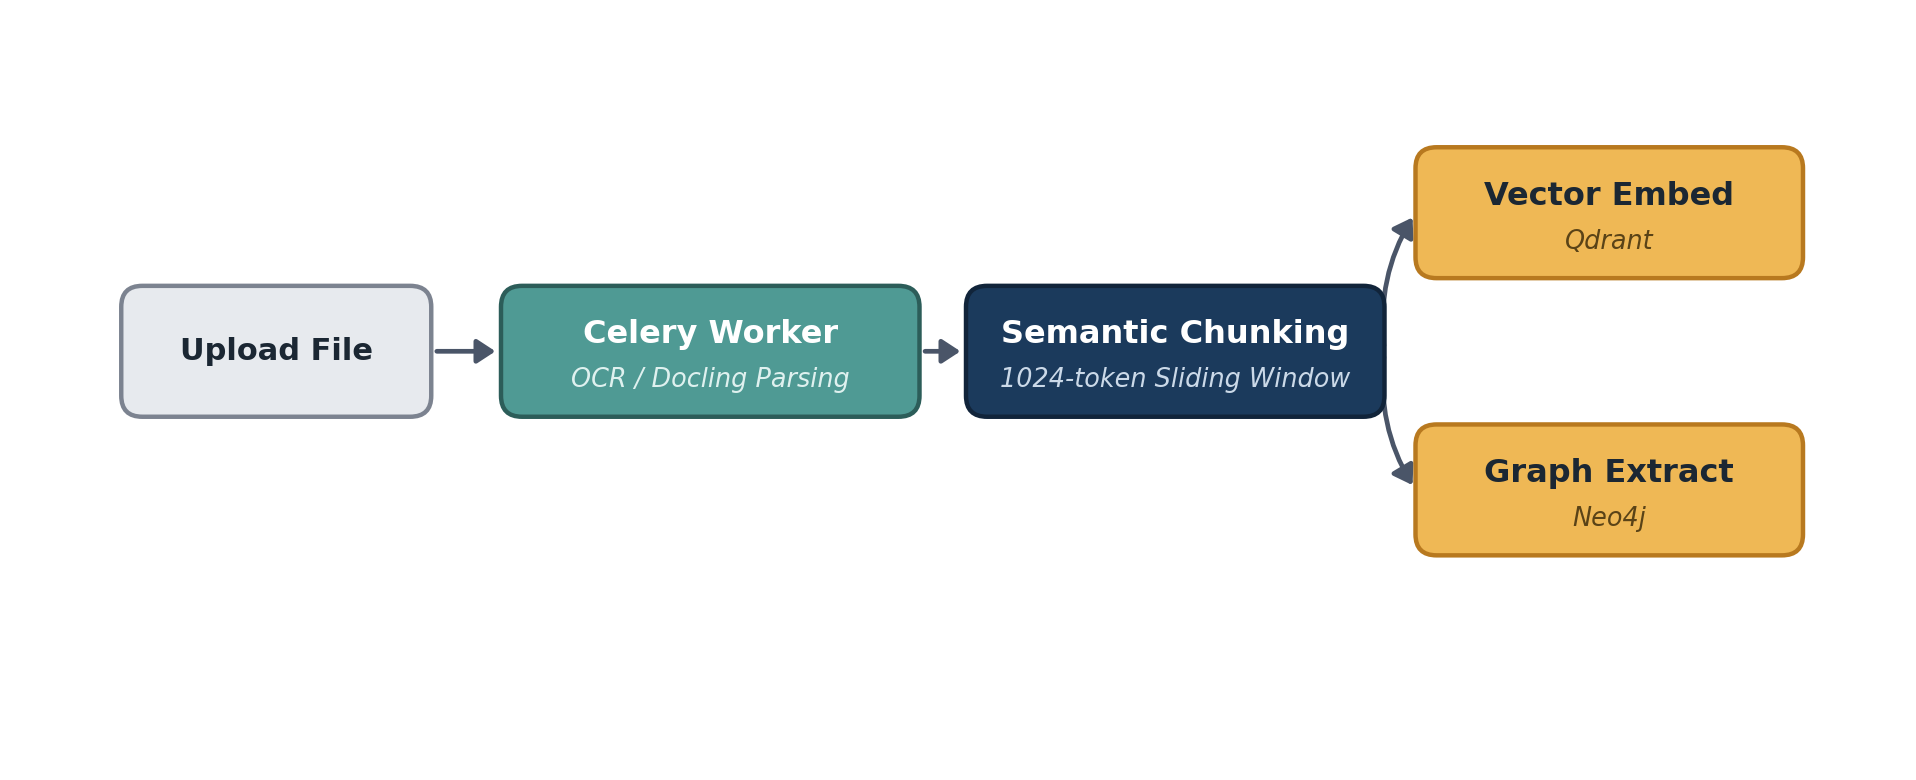 Upload File
Celery Worker
OCR / Docling Parsing
Semantic Chunking
1024-token Sliding Window
Vector Embed
Qdrant
Graph Extract
Neo4j